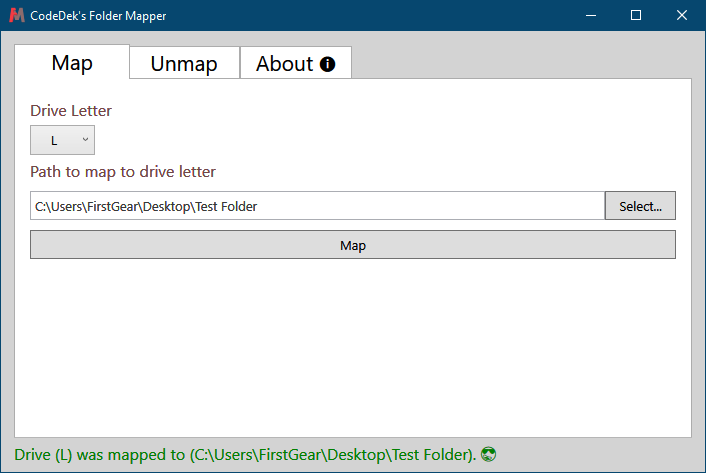 CodeDek's Folder Mapper
Map Unmap About
Drive Letter
L
Path to map to drive letter
C:\Users\FirstGear\Desktop\Test Folder Select...
Map
Drive (L) was mapped to (C:\Users\FirstGear\Desktop\Test Folder). 😎